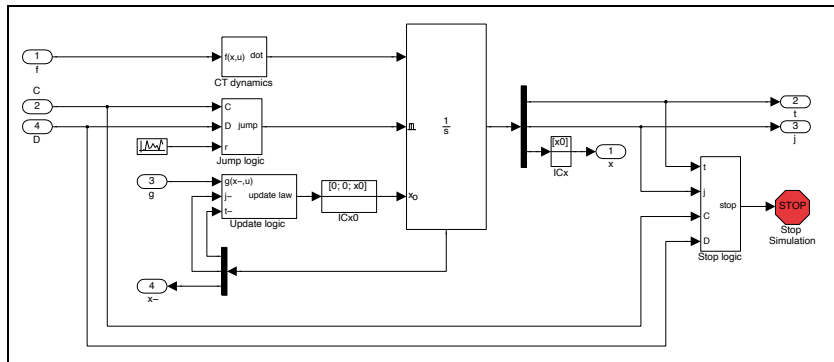 1
f
f(x,u) dot
CT dynamics
C
2
4
D
C
D jump
r
Jump logic
3
g
g(x–,u)
j– update law
t–
Update logic
[0; 0; x0]
ICx0
4
x–
1
s
xo
[x0]
ICx
1
x
2
t
3
j
t
j
C
D
stop
Stop logic
STOP
Stop
Simulation